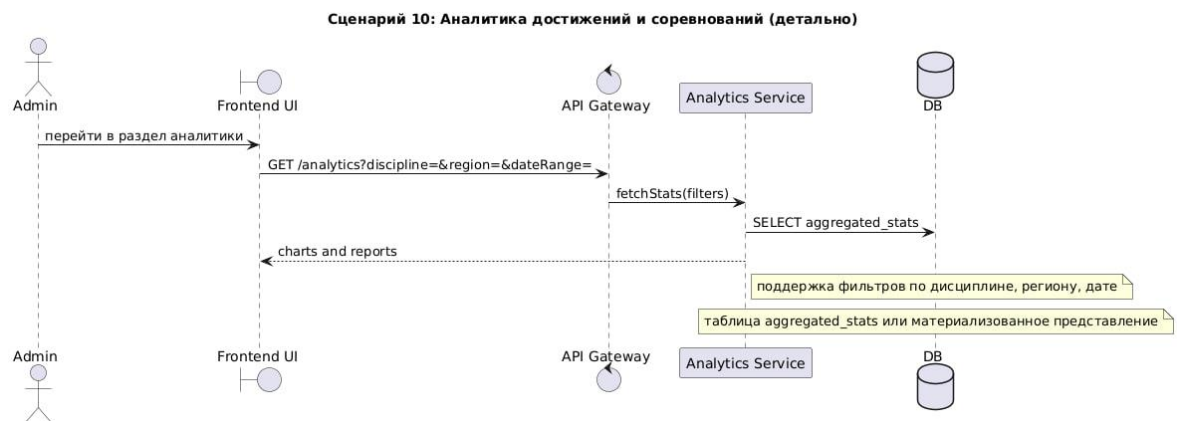 Сценарий 10: Аналитика достижений и соревнований (детально)
Admin
Frontend UI
API Gateway
Analytics Service
DB
перейти в раздел аналитики
GET /analytics?discipline=&region=&dateRange=
fetchStats(filters)
SELECT aggregated_stats
charts and reports
поддержка фильтров по дисциплине, региону, дате
таблица aggregated_stats или материализованное представление
Admin
Frontend UI
API Gateway
Analytics Service
DB